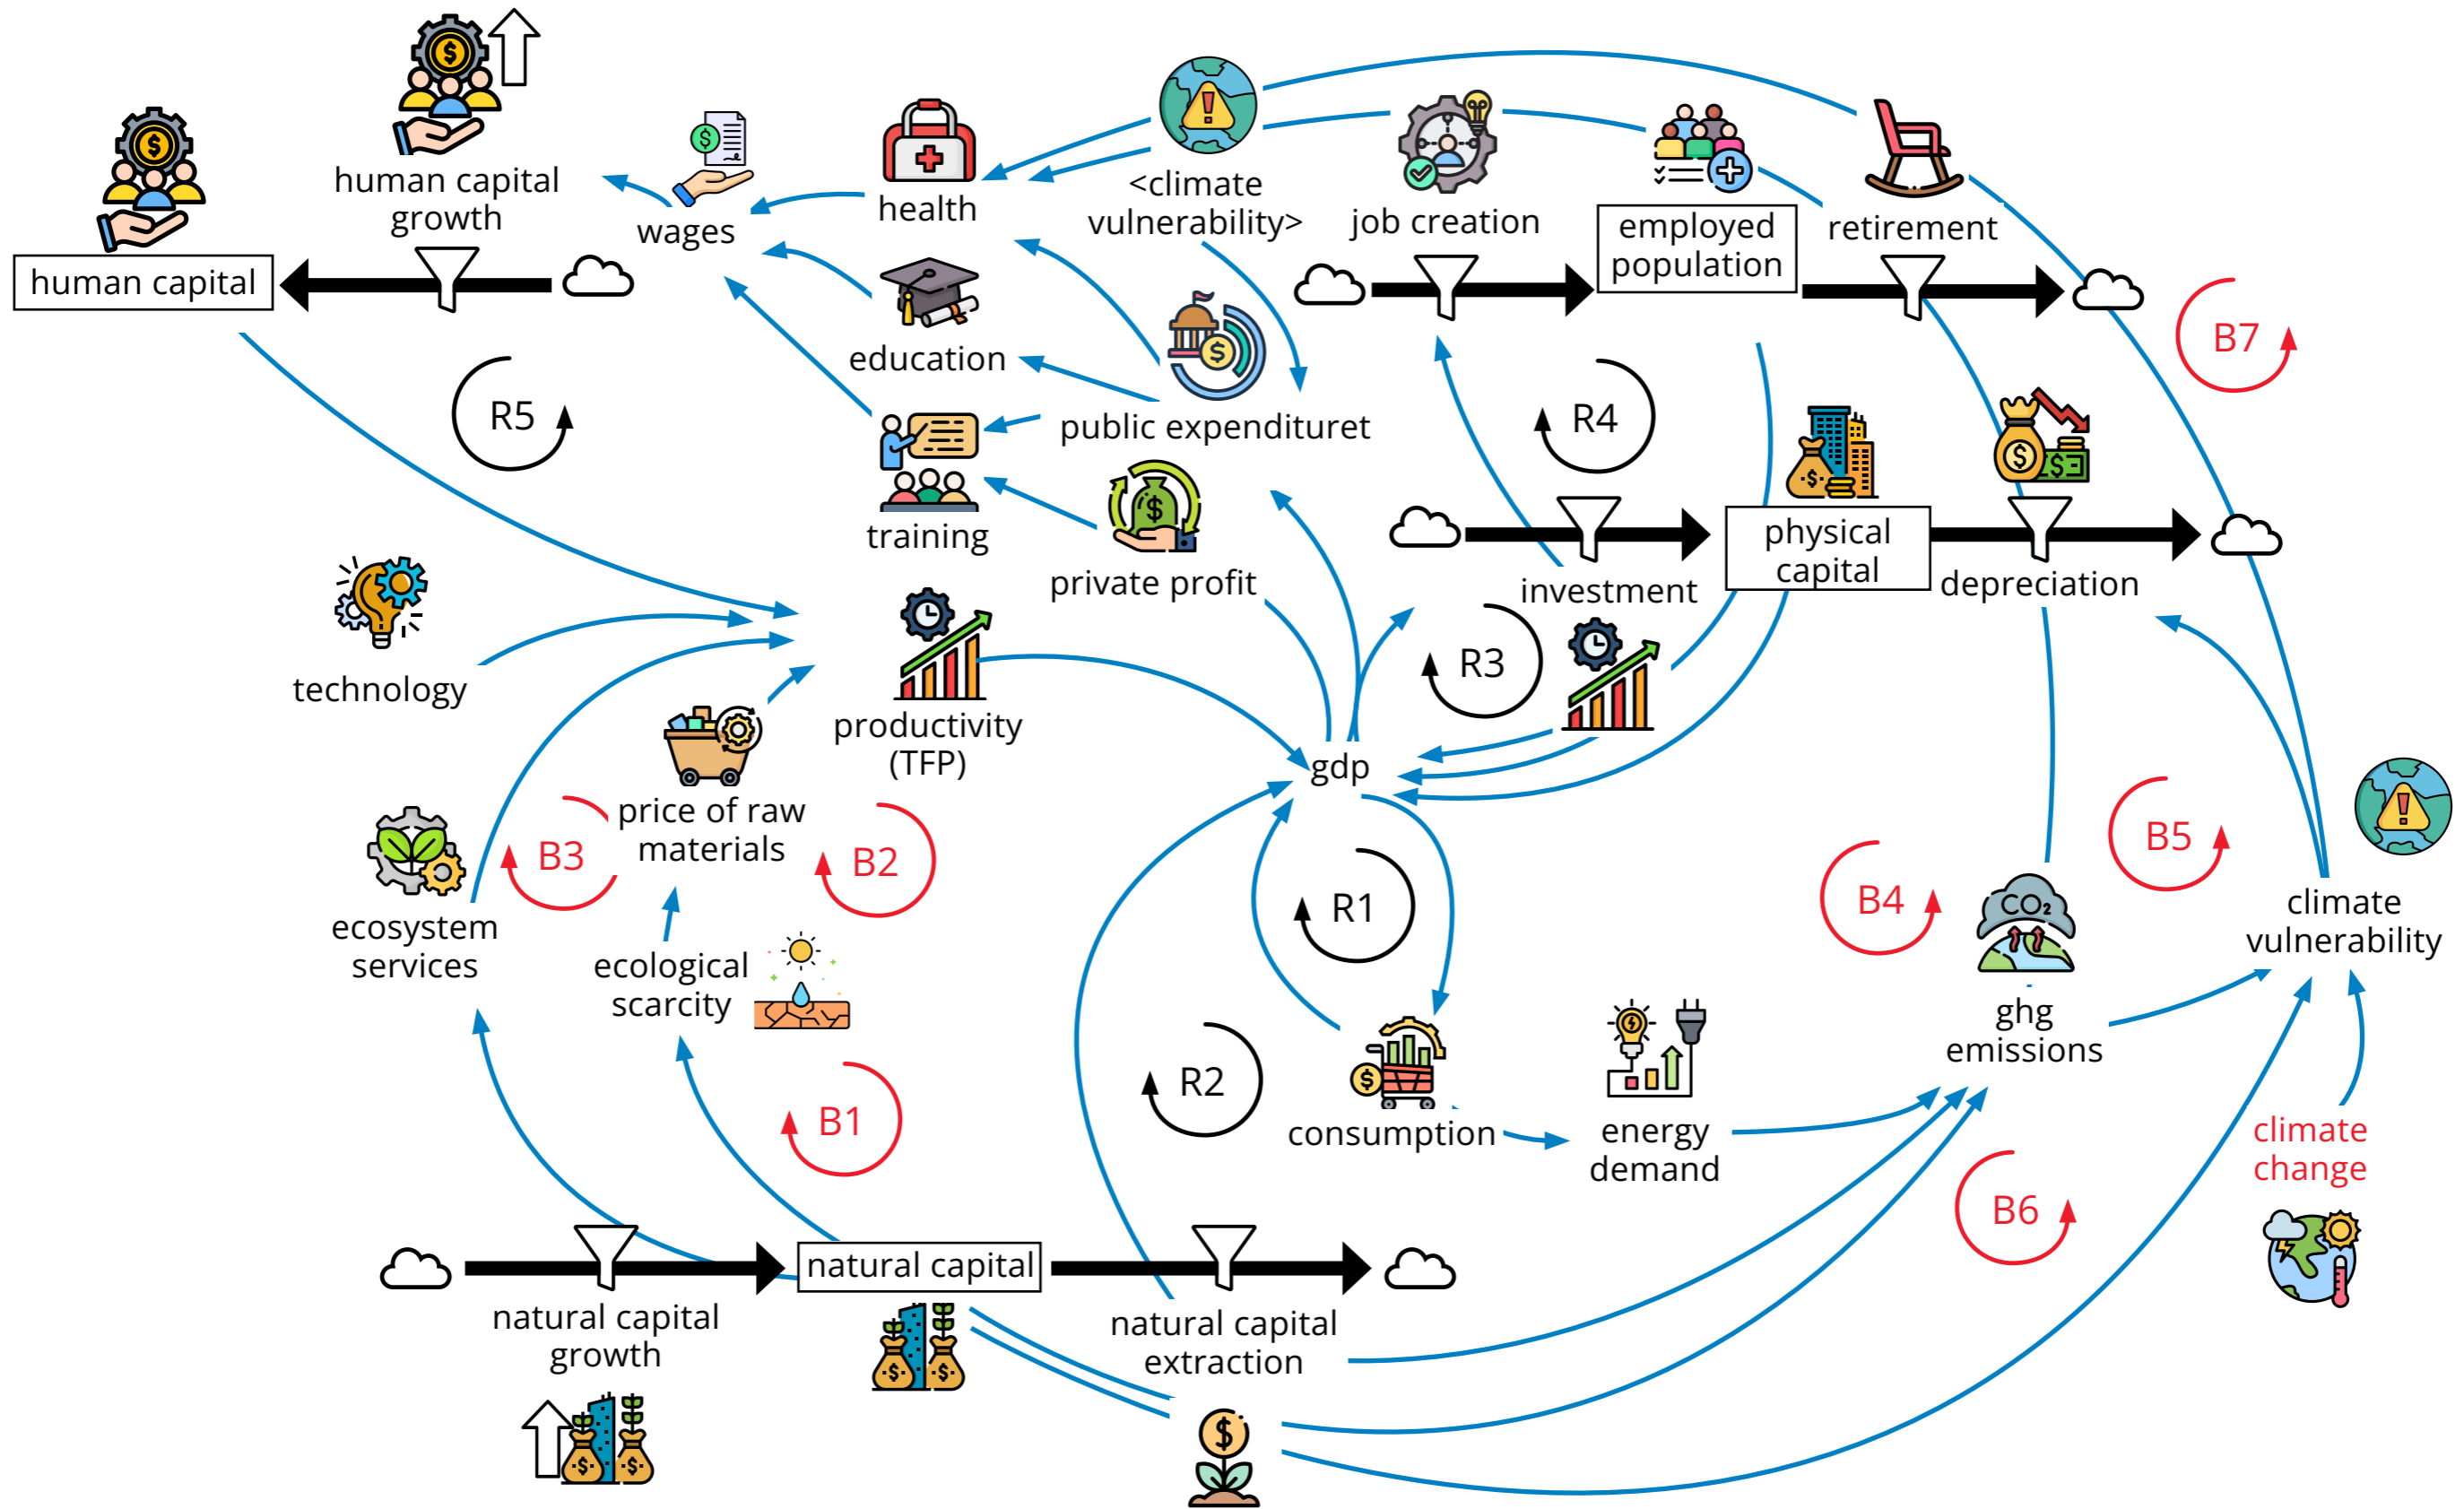 human capital
growth
human capital
wages
health
<climate
vulnerability>
job creation
employed
population
retirement
education
public expendituret
training
private profit
R5
R4
B7
investment
physical
capital
depreciation
technology
productivity
(TFP)
R3
gdp
price of raw
materials
B3
B2
ecosystem
services
ecological
scarcity
R1
B4
B5
CO₂
climate
vulnerability
ghg
emissions
R2
B1
consumption
energy
demand
climate
change
B6
natural capital
natural capital
growth
natural capital
extraction